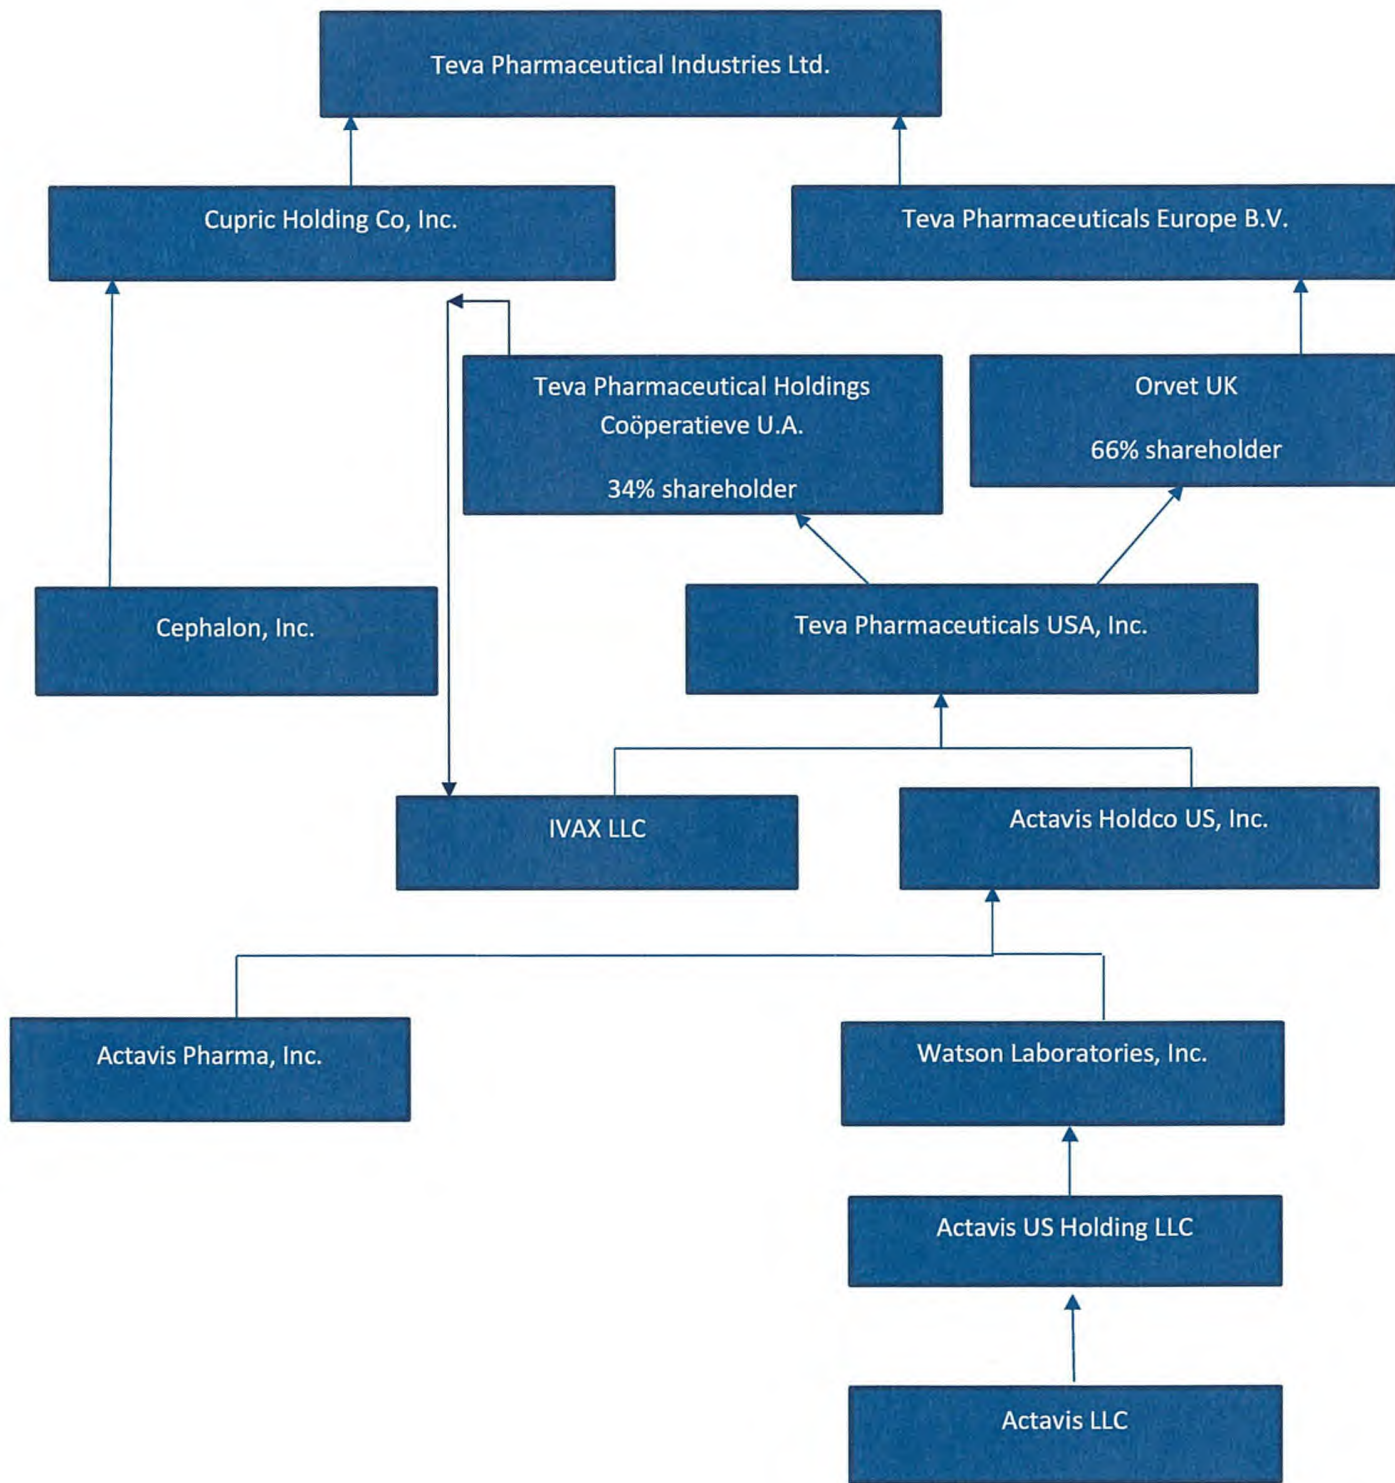 Teva Pharmaceutical Industries Ltd.
Cupric Holding Co, Inc.
Teva Pharmaceuticals Europe B.V.
Teva Pharmaceutical Holdings
Coöperatieve U.A.
34% shareholder
Orvet UK
66% shareholder
Cephalon, Inc.
Teva Pharmaceuticals USA, Inc.
IVAX LLC
Actavis Holdco US, Inc.
Actavis Pharma, Inc.
Watson Laboratories, Inc.
Actavis US Holding LLC
Actavis LLC